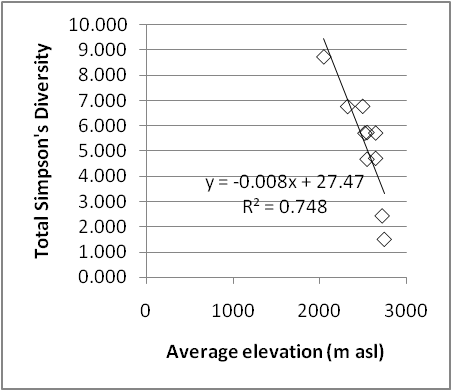 Total Simpson's Diversity
10.000
9.000
8.000
7.000
6.000
5.000
4.000
3.000
2.000
1.000
0.000
y = -0.008x + 27.47
R² = 0.748
0 1000 2000 3000
Average elevation (m asl)